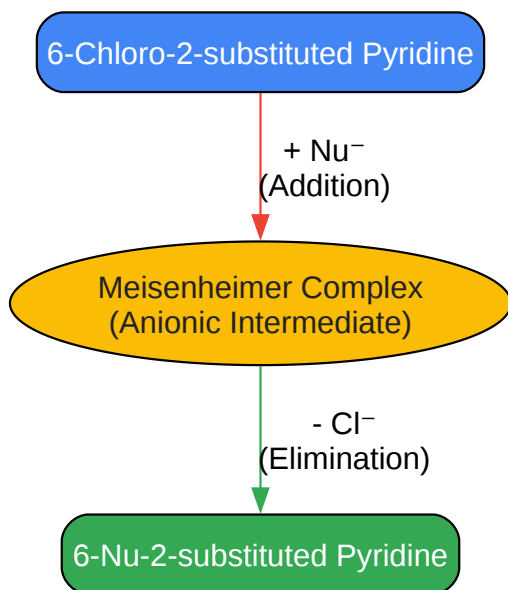 6-Chloro-2-substituted Pyridine
+ Nu⁻
(Addition)
Meisenheimer Complex
(Anionic Intermediate)
- Cl⁻
(Elimination)
6-Nu-2-substituted Pyridine